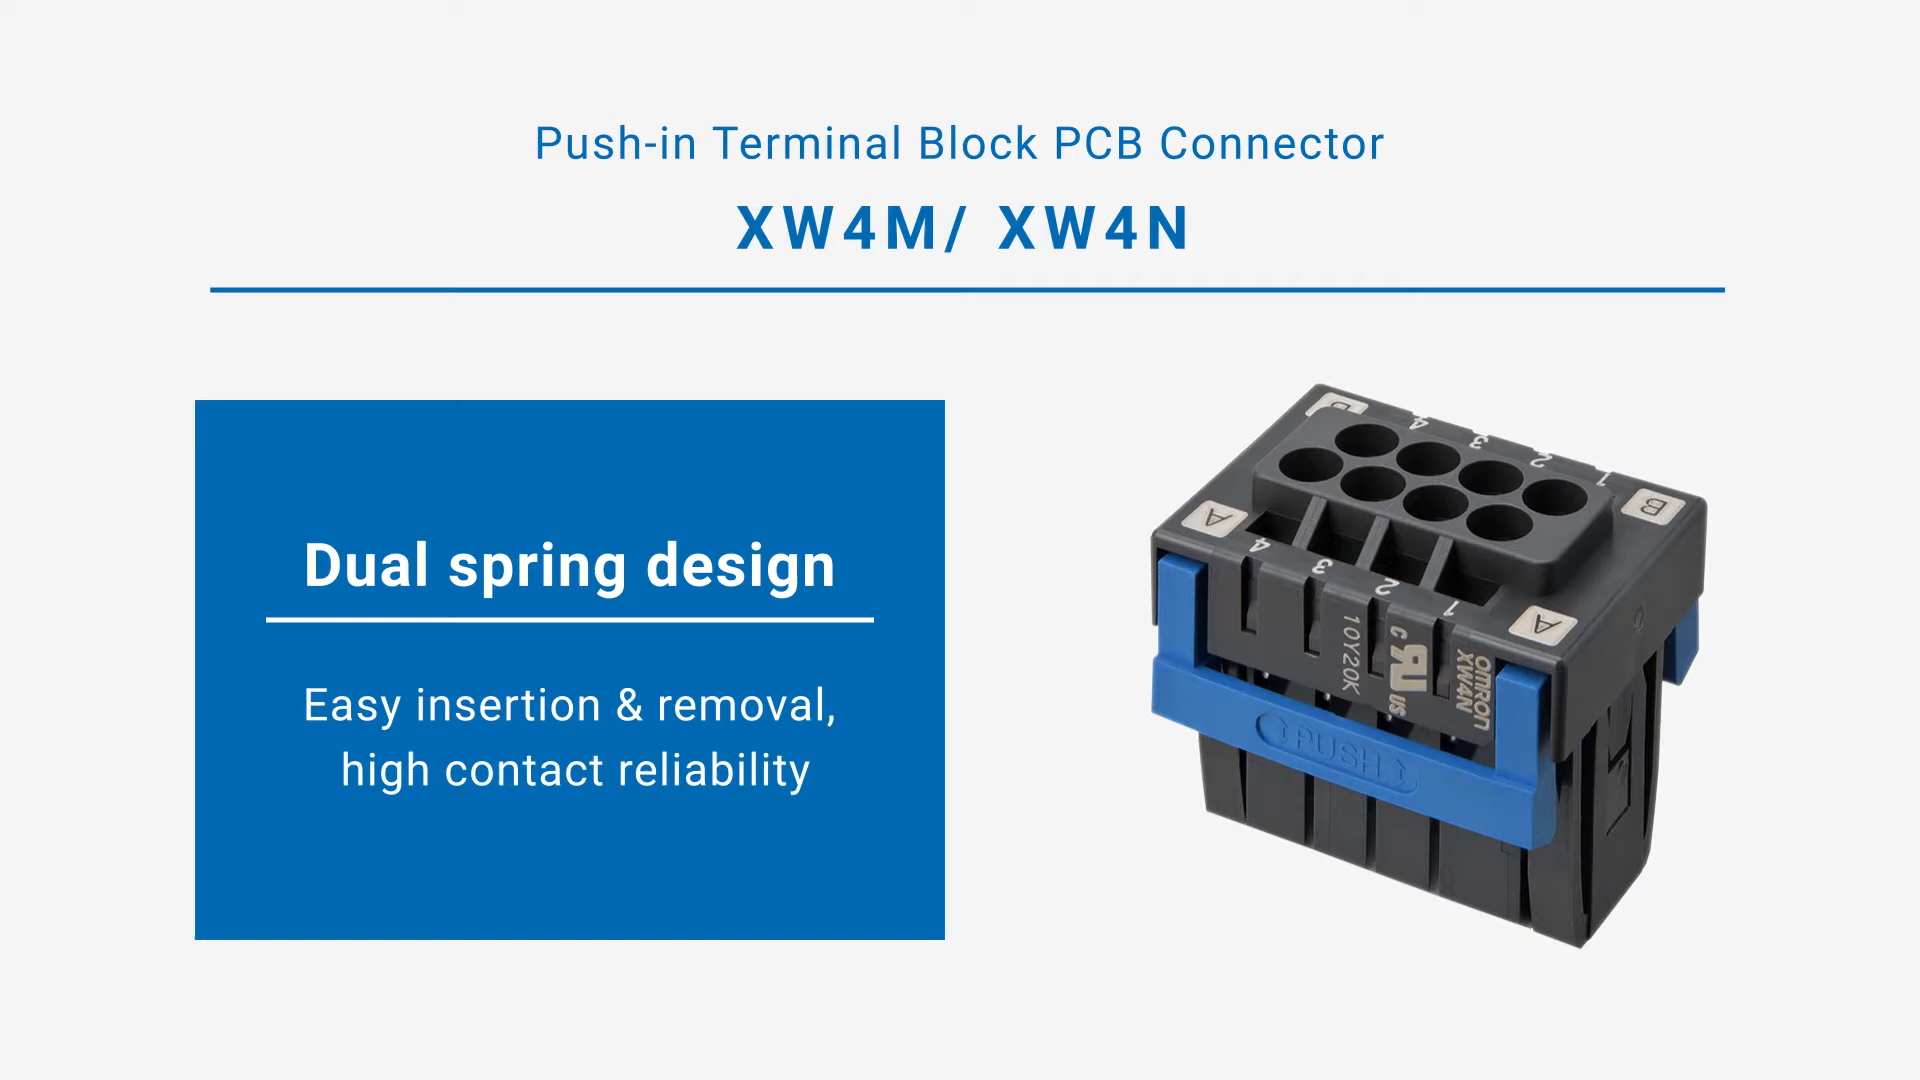 Push-in Terminal Block PCB Connector
XW4M/ XW4N
Dual spring design
Easy insertion & removal,
high contact reliability
B
4
3
2
1
B
A
4
3
2
1
A
10Y20K
C US
OMRON
XW4N
PUSH